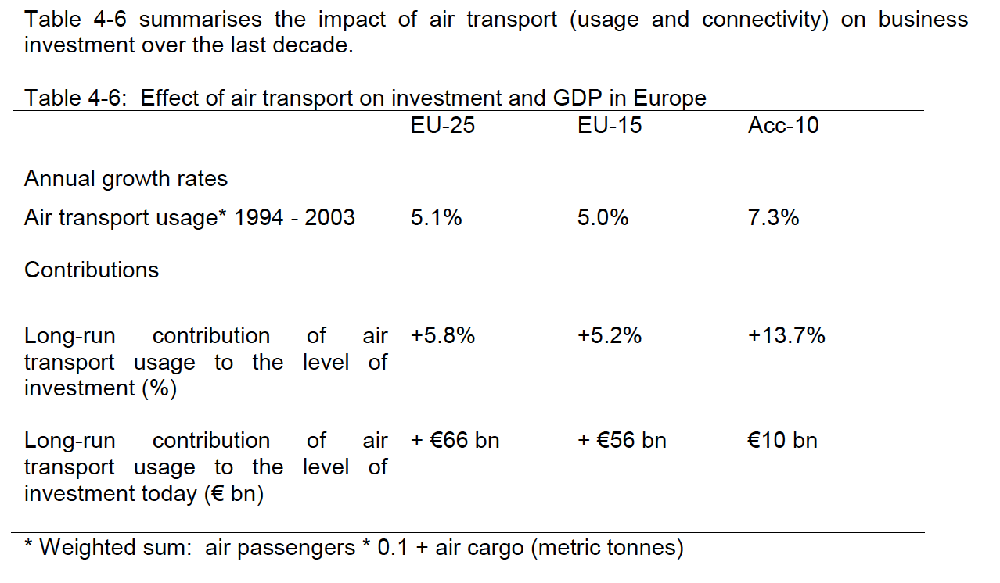 Table 4-6 summarises the impact of air transport (usage and connectivity) on business
investment over the last decade.
Table 4-6: Effect of air transport on investment and GDP in Europe
EU-25 EU-15 Acc-10
Annual growth rates
Air transport usage* 1994 - 2003 5.1% 5.0% 7.3%
Contributions
Long-run contribution of air +5.8% +5.2% +13.7%
transport usage to the level of
investment (%)
Long-run contribution of air + €66 bn + €56 bn €10 bn
transport usage to the level of
investment today (€ bn)
* Weighted sum: air passengers * 0.1 + air cargo (metric tonnes)